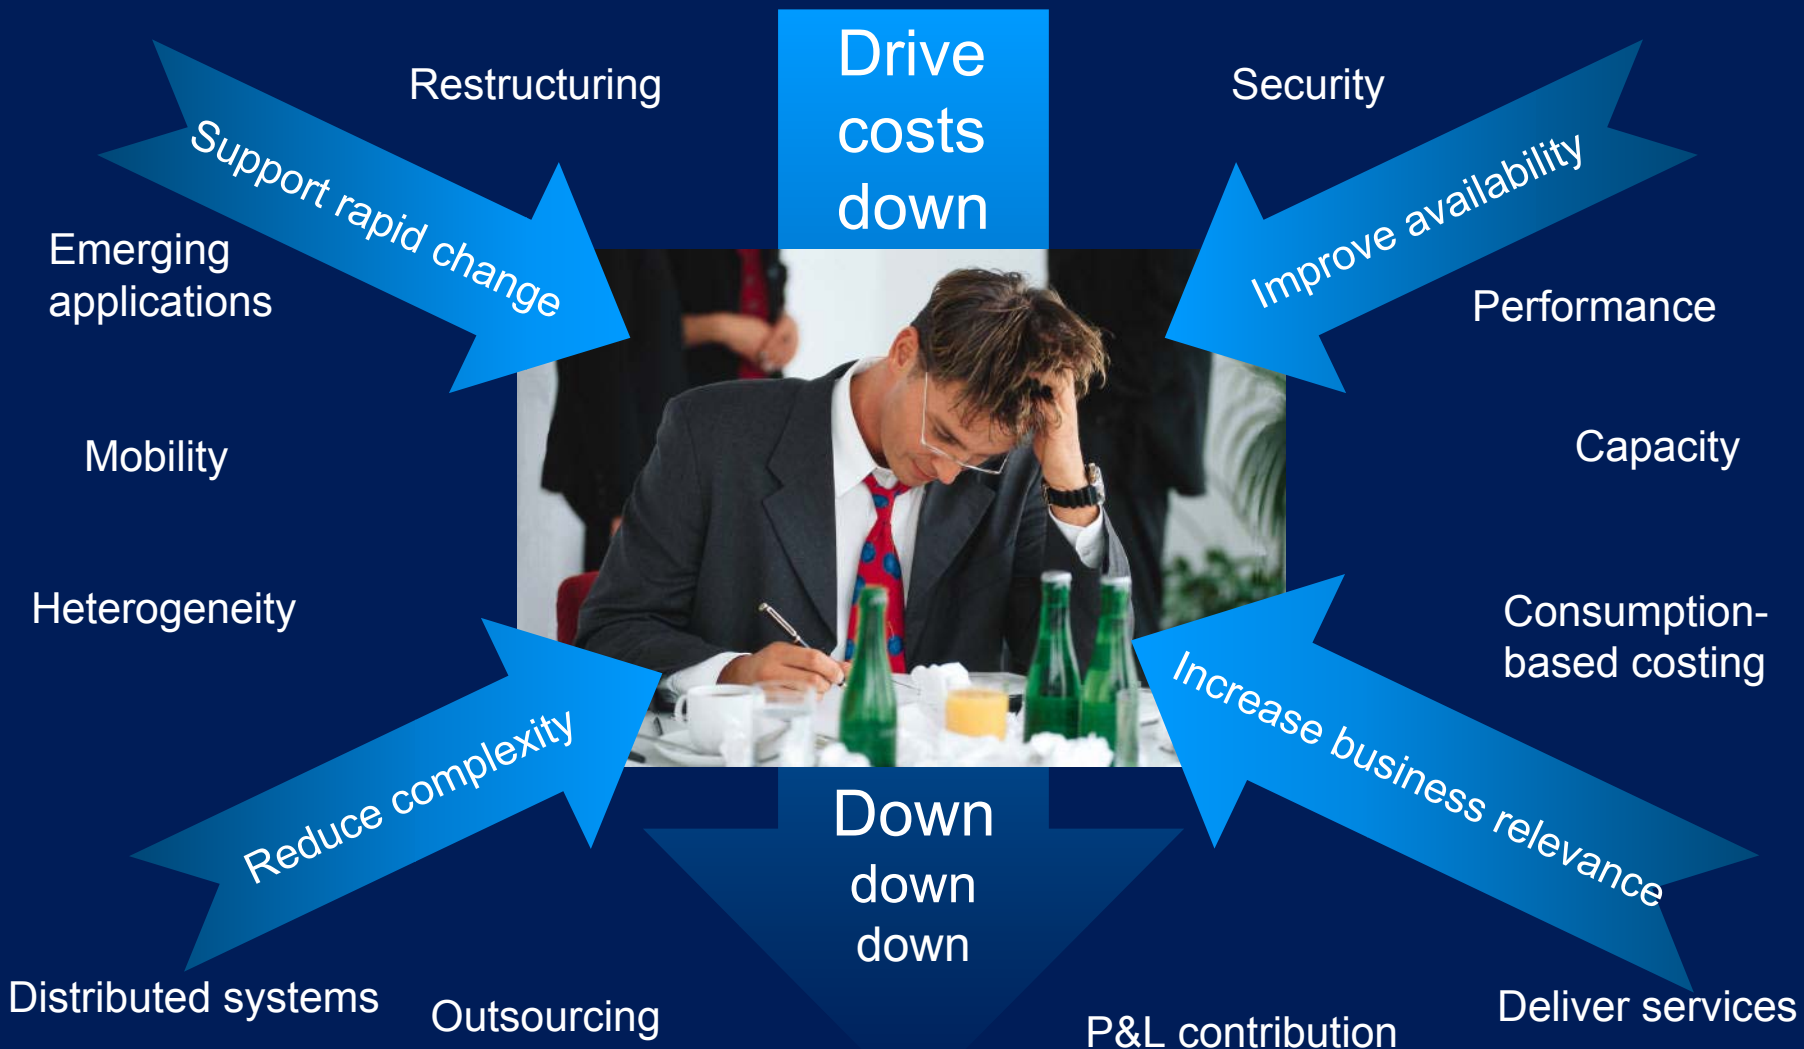 Drive
costs
down
Restructuring
Security
Support rapid change
Improve availability
Emerging
applications
Performance
Mobility
Capacity
Heterogeneity
Consumption-
based costing
Reduce complexity
Increase business relevance
Down
down
down
Distributed systems
Outsourcing
P&L contribution
Deliver services